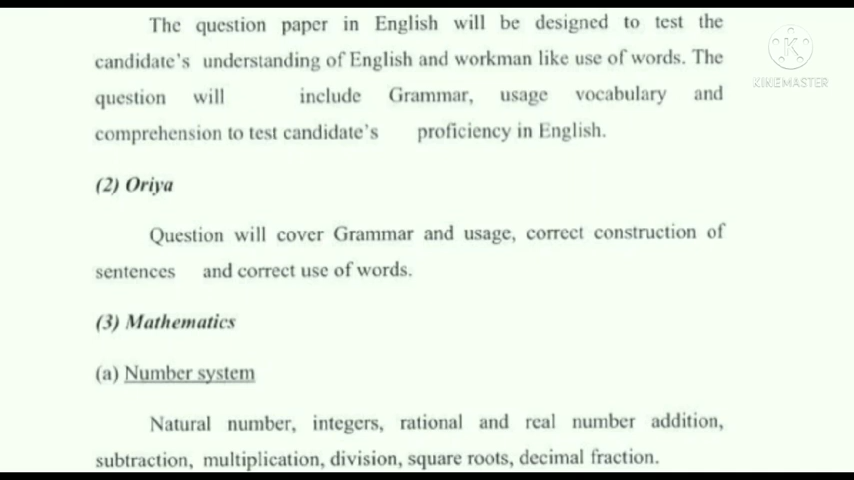 The question paper in English will be designed to test the
candidate's understanding of English and workman like use of words. The
question will include Grammar, usage vocabulary and
comprehension to test candidate's proficiency in English.
(2) Oriya
Question will cover Grammar and usage, correct construction of
sentences and correct use of words.
(3) Mathematics
(a) Number system
Natural number, integers, rational and real number addition,
subtraction, multiplication, division, square roots, decimal fraction.
KINEMASTER